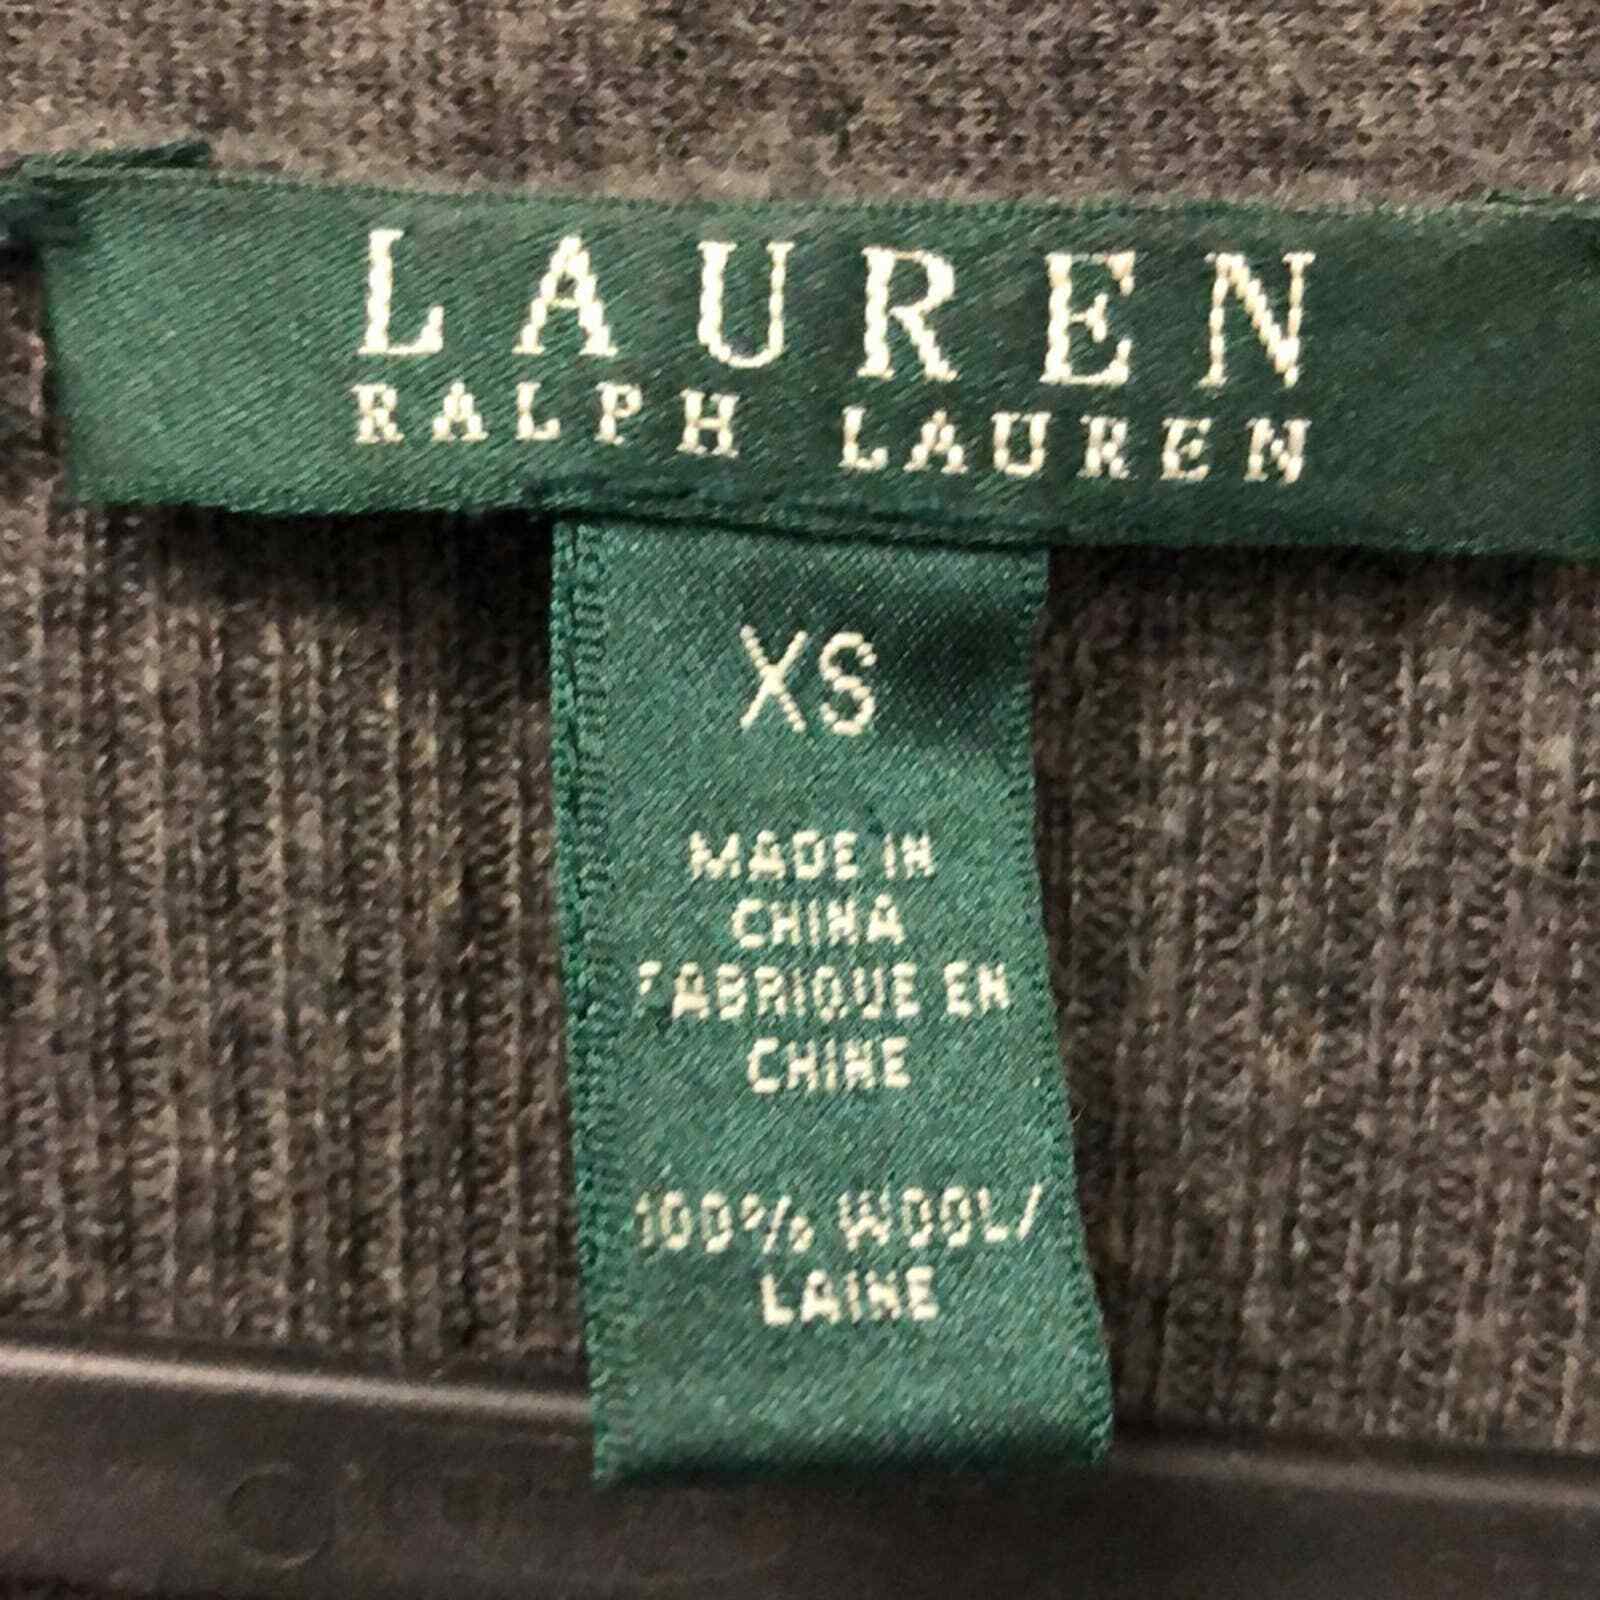 LAUREN
RALPH LAUREN
XS
MADE IN
CHINA
FABRIQUE EN
CHINE
100% WOOL/
LAINE